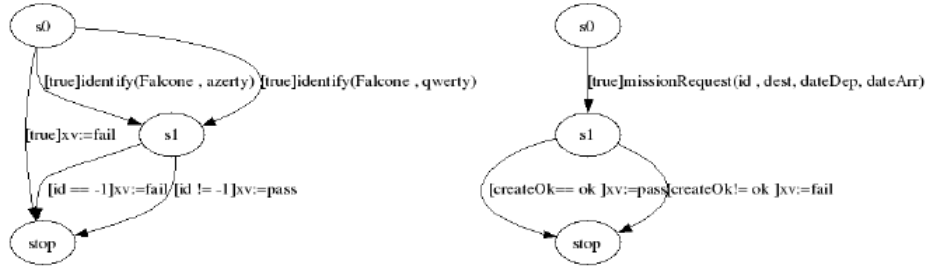 s0
[true]identify(Falcone , azerty)
[true]identify(Falcone , qwerty)
[true]xv:=fail
s1
[id == -1]xv:=fail
[id != -1]xv:=pass
stop
s0
[true]missionRequest(id , dest, dateDep, dateArr)
s1
[createOk== ok ]xv:=pass
[createOk!= ok ]xv:=fail
stop